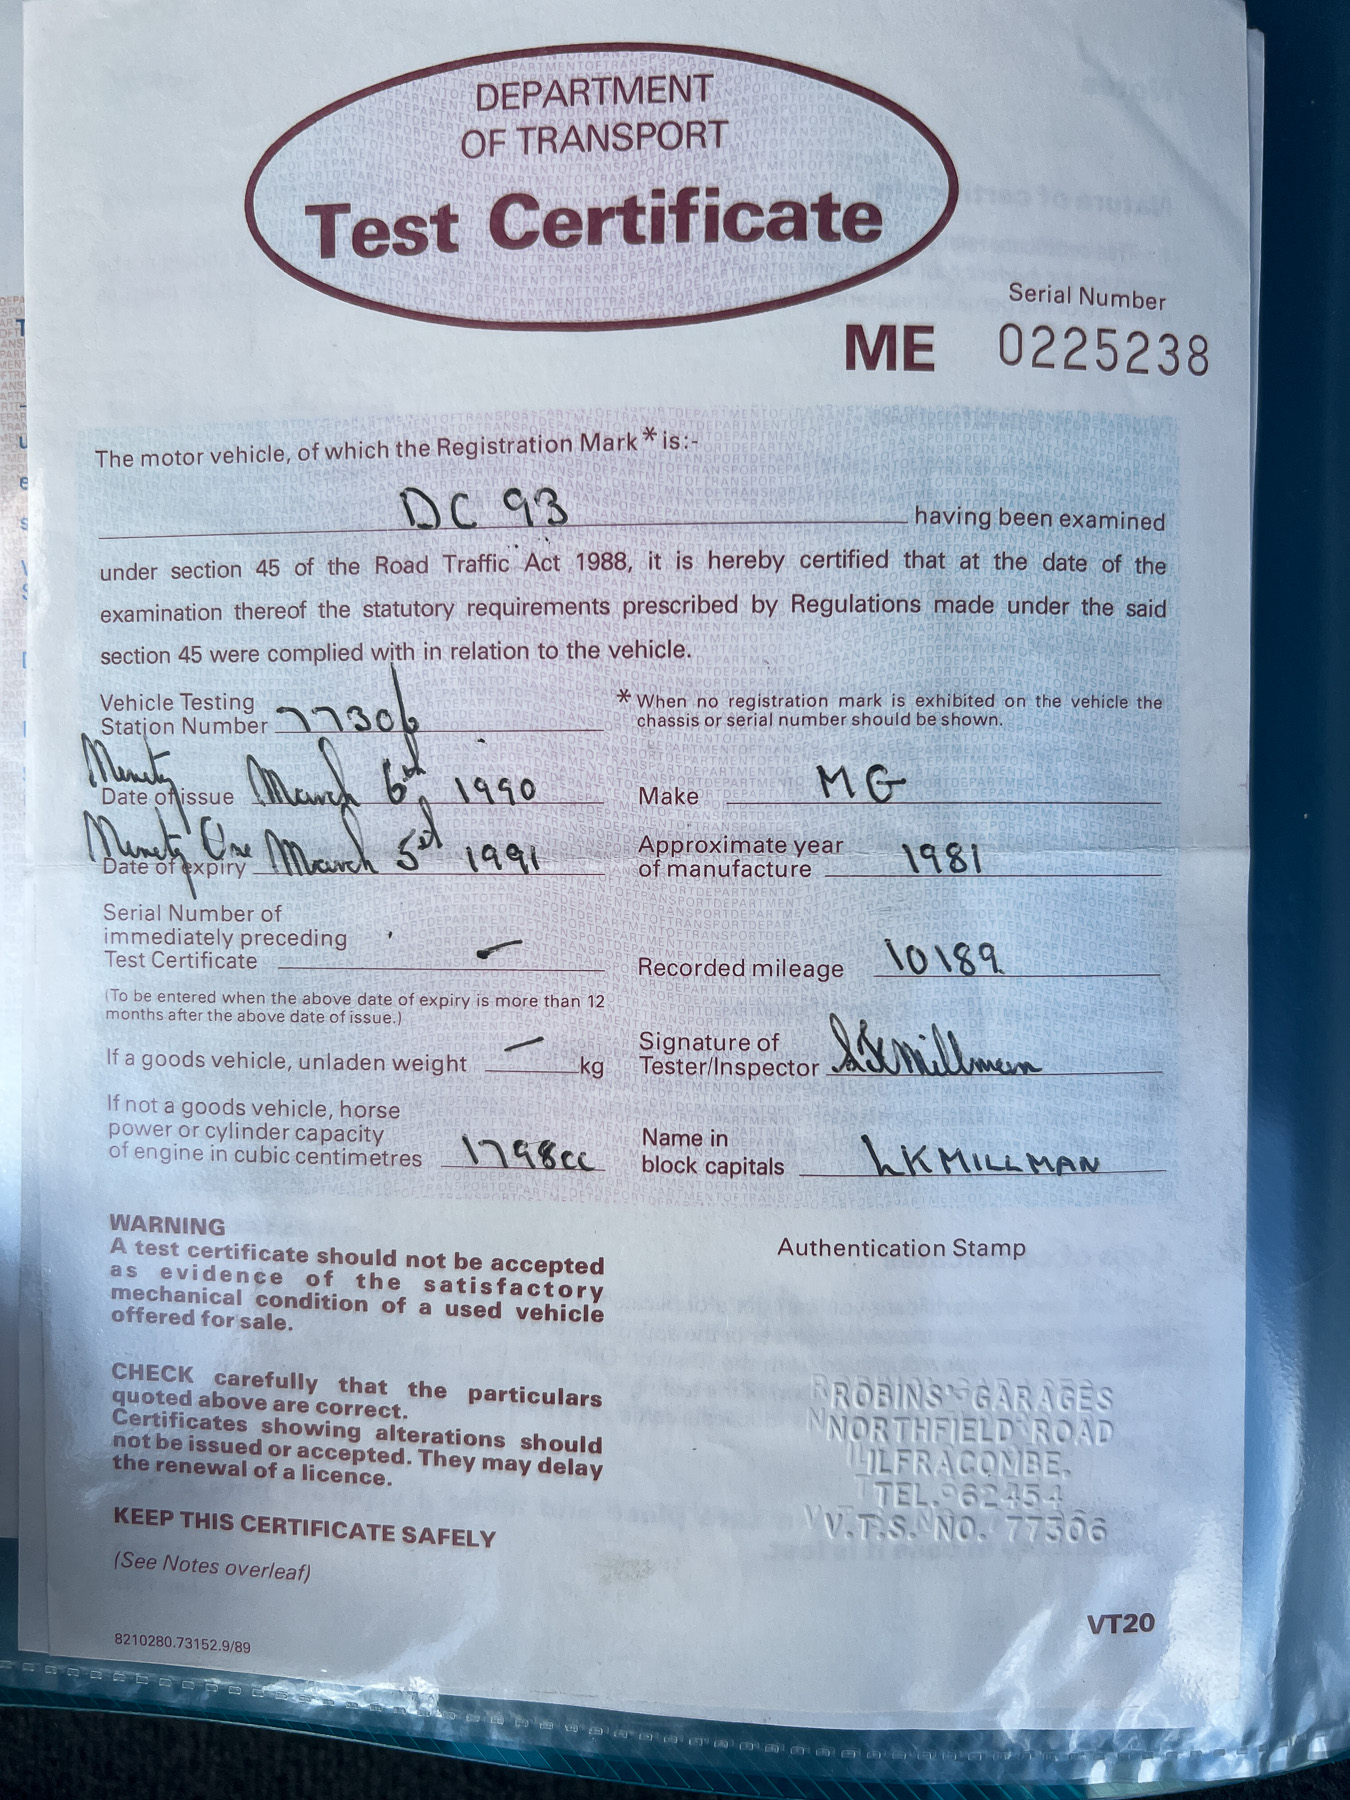 DEPARTMENT
OF TRANSPORT
Test Certificate
Serial Number
ME 0225238
The motor vehicle, of which the Registration Mark * is:-
DC 93 having been examined
under section 45 of the Road Traffic Act 1988, it is hereby certified that at the date of the
examination thereof the statutory requirements prescribed by Regulations made under the said
section 45 were complied with in relation to the vehicle.
Vehicle Testing
Station Number 77306
* When no registration mark is exhibited on the vehicle the
chassis or serial number should be shown.
Ninety
Date of issue March 6th 1990
Make MG
Ninety One
Date of expiry March 5th 1991
Approximate year
of manufacture 1981
Serial Number of
immediately preceding
Test Certificate —
Recorded mileage 10189
(To be entered when the above date of expiry is more than 12
months after the above date of issue.)
If a goods vehicle, unladen weight — kg
Signature of
Tester/Inspector LKMillman
If not a goods vehicle, horse
power or cylinder capacity
of engine in cubic centimetres 1798cc
Name in
block capitals LK MILLMAN
WARNING
A test certificate should not be accepted
as evidence of the satisfactory
mechanical condition of a used vehicle
offered for sale.
Authentication Stamp
CHECK carefully that the particulars
quoted above are correct.
Certificates showing alterations should
not be issued or accepted. They may delay
the renewal of a licence.
ROBINS' GARAGES
NORTHFIELD ROAD
ILFRACOMBE.
TEL. 62454
V.T.S. NO. 77306
KEEP THIS CERTIFICATE SAFELY
(See Notes overleaf)
VT20
8210280.73152.9/89